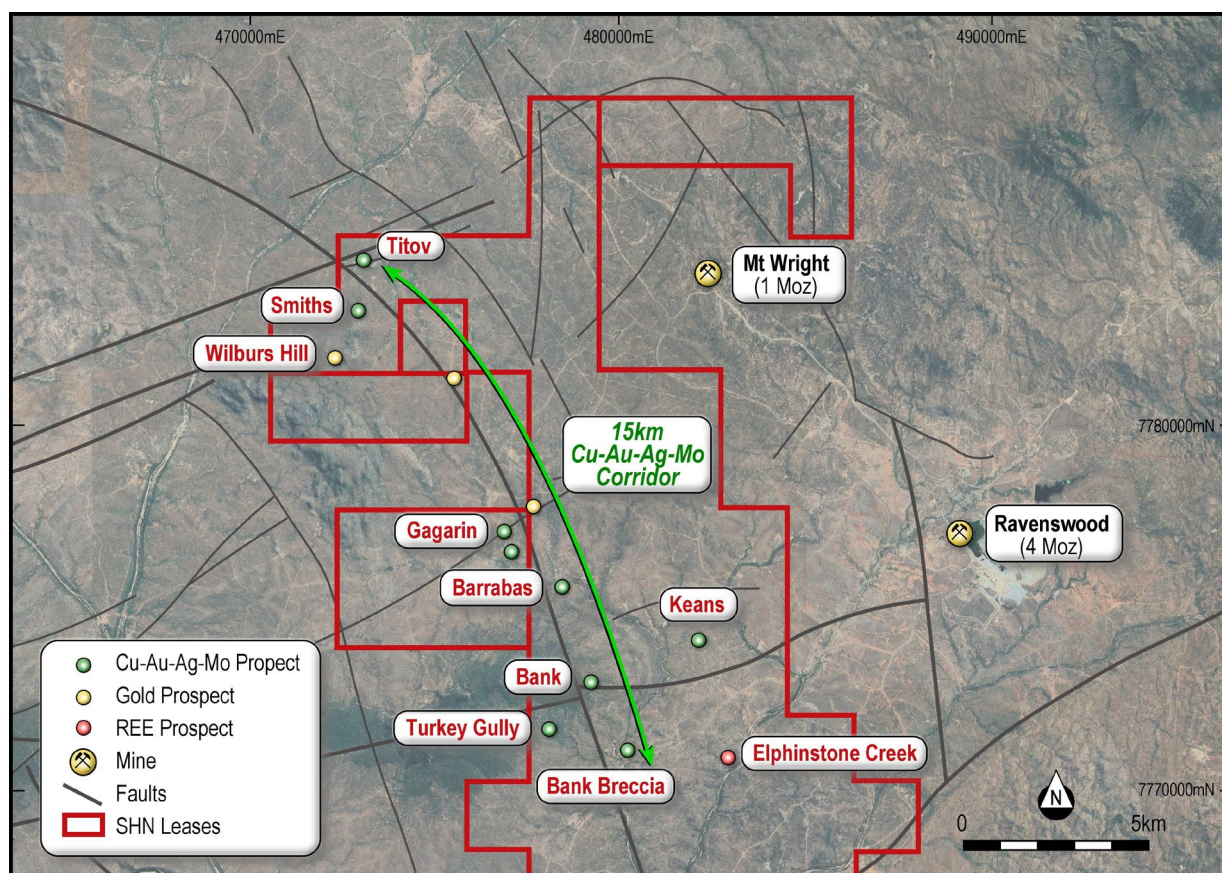 470000mE
480000mE
490000mE
Titov
Mt Wright
(1 Moz)
Smiths
Wilburs Hill
7780000mN
15km
Cu-Au-Ag-Mo
Corridor
Gagarin
Ravenswood
(4 Moz)
Barrabas
Keans
Bank
Turkey Gully
Elphinstone Creek
Bank Breccia
7770000mN
Cu-Au-Ag-Mo Propect
Gold Prospect
REE Prospect
Mine
Faults
SHN Leases
N
0
5km